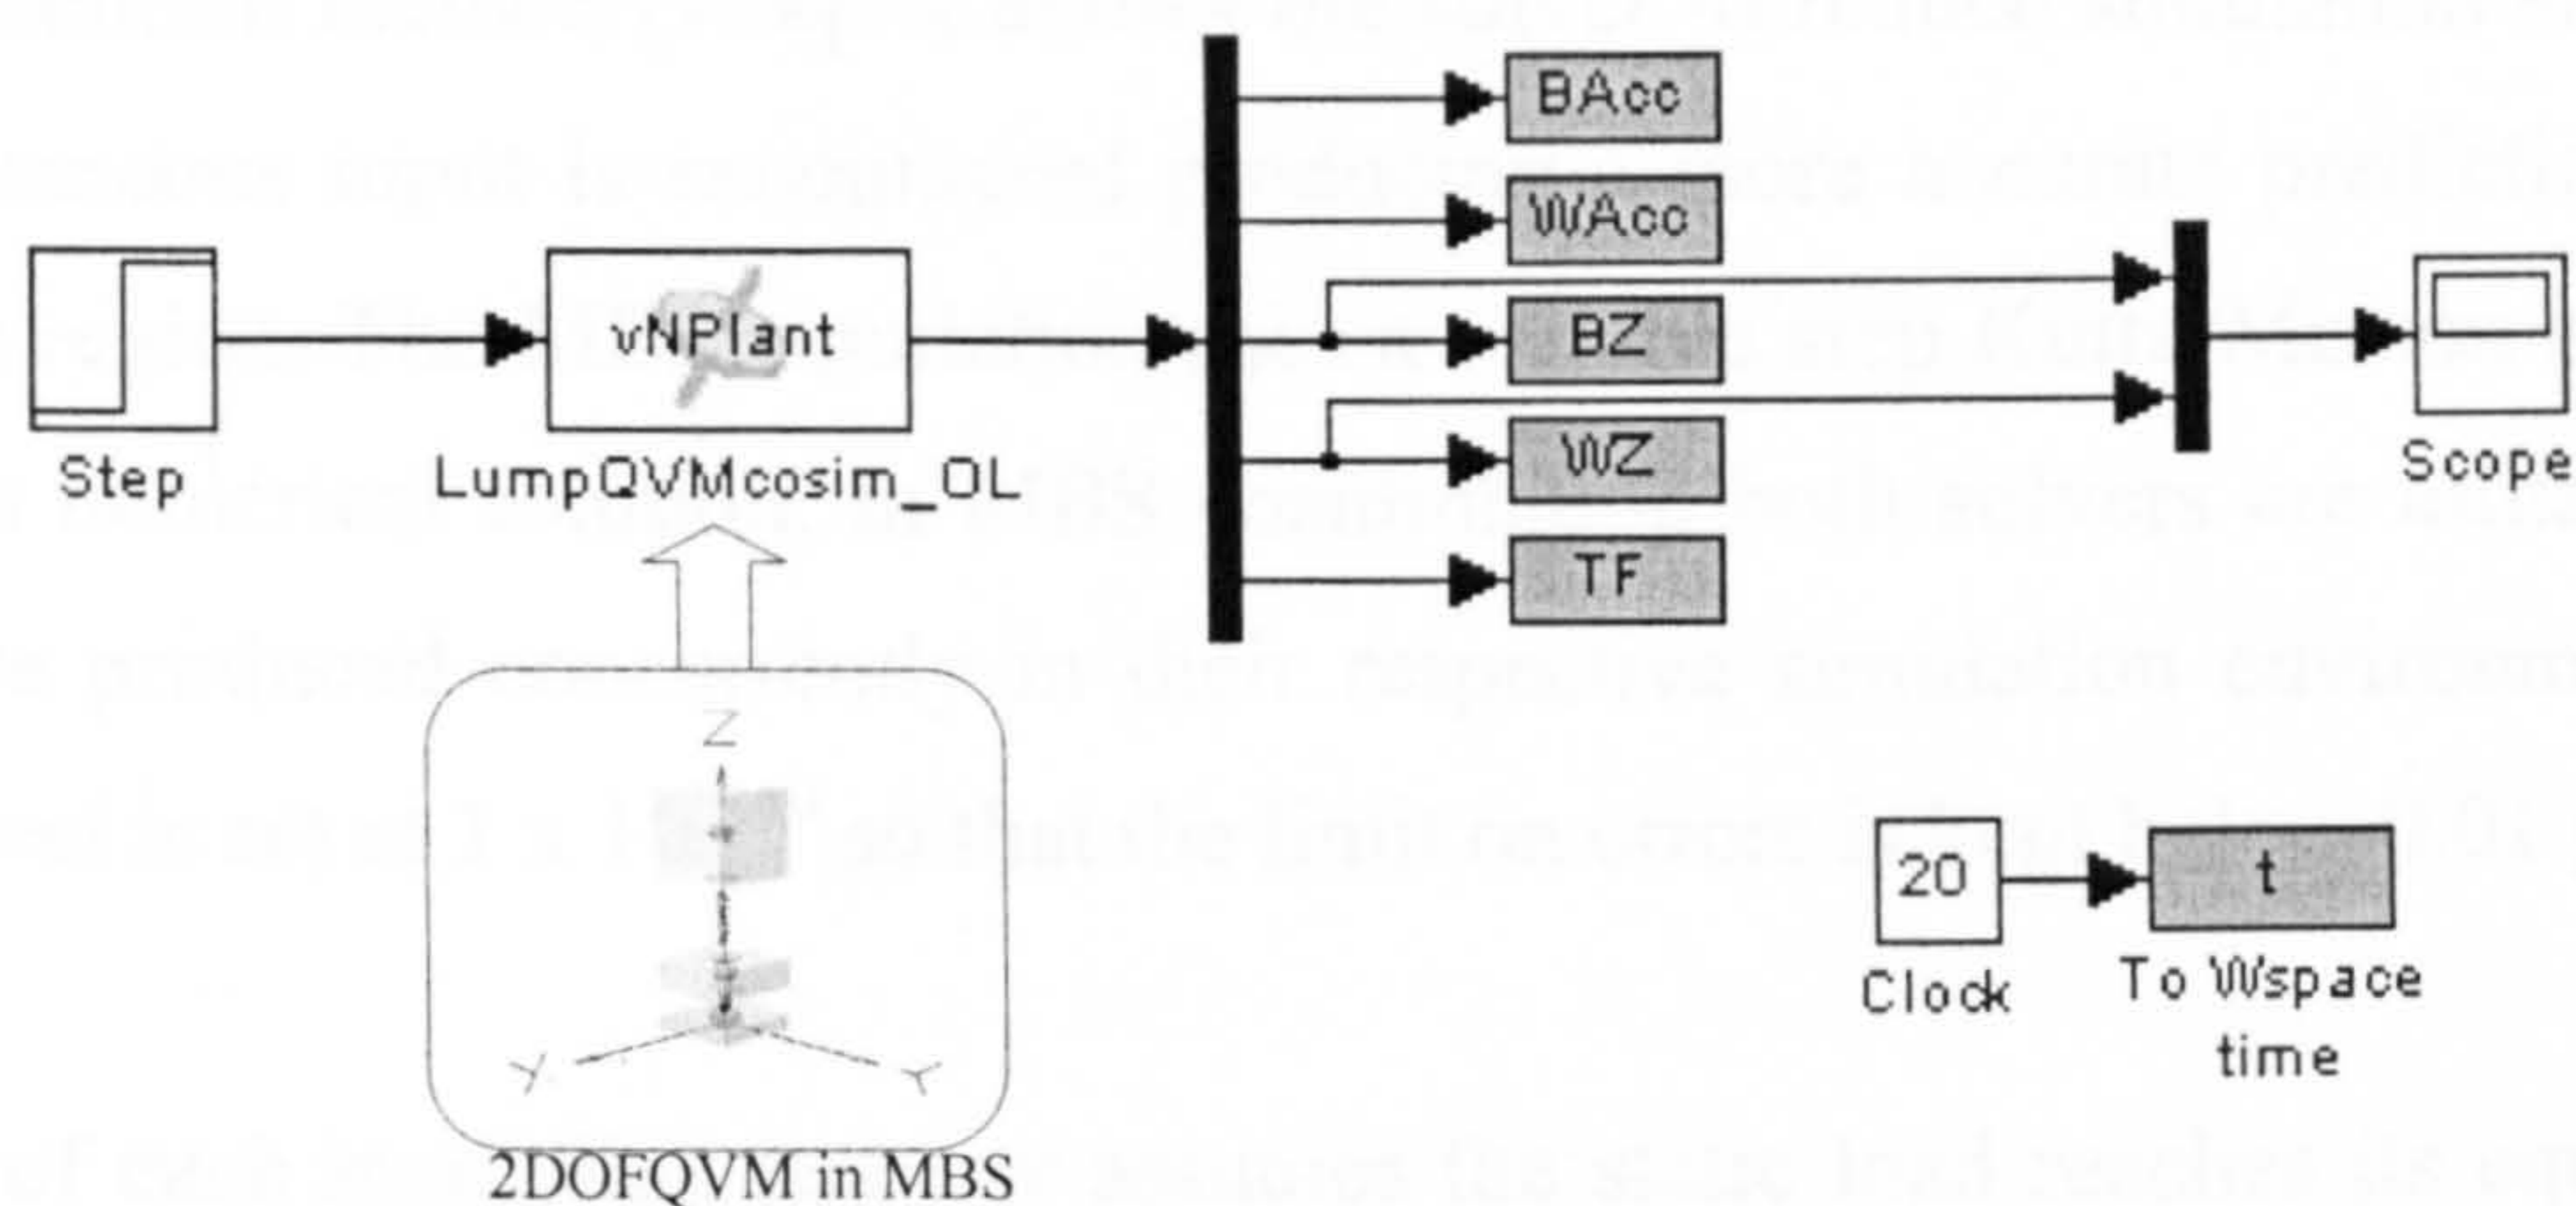 BAcc
WAcc
vNPlant
BZ
WZ
TF
Step
LumpQVMcosim_OL
Scope
Z
Y
Y
2DOFQVM in MBS
20
t
Clock
To Wspace
time